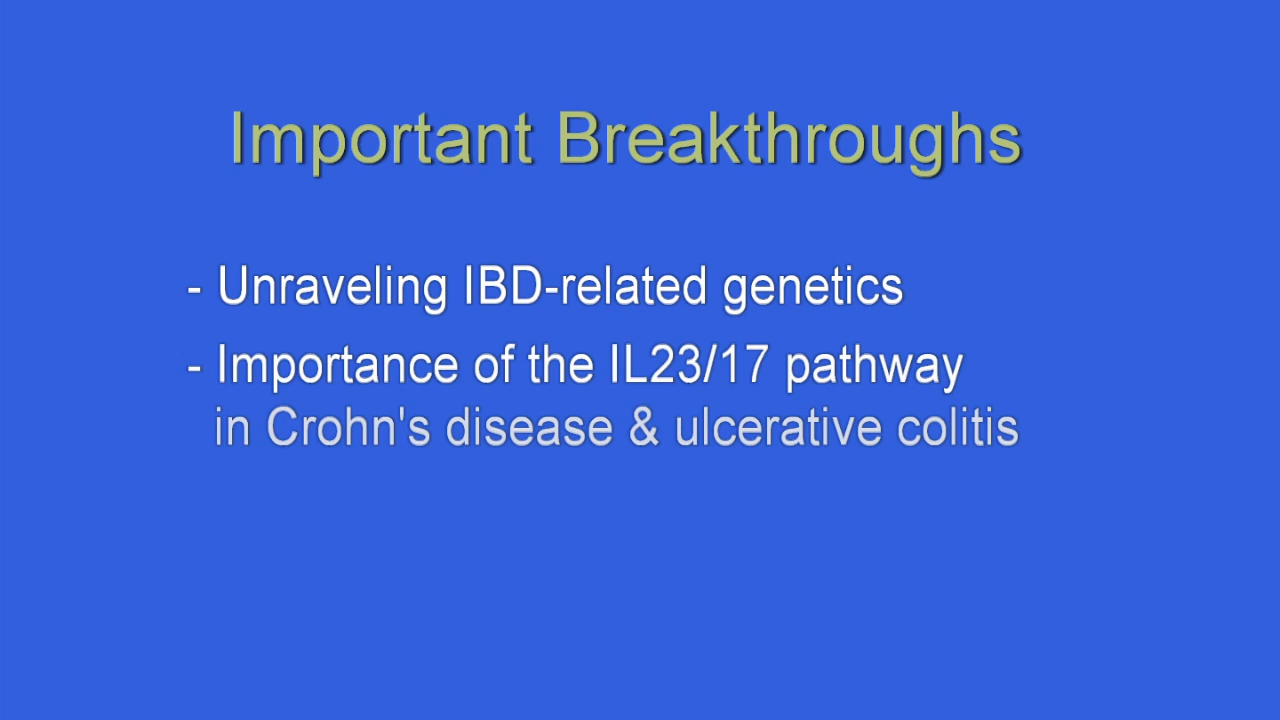 Important Breakthroughs
- Unraveling IBD-related genetics
- Importance of the IL23/17 pathway
in Crohn's disease & ulcerative colitis